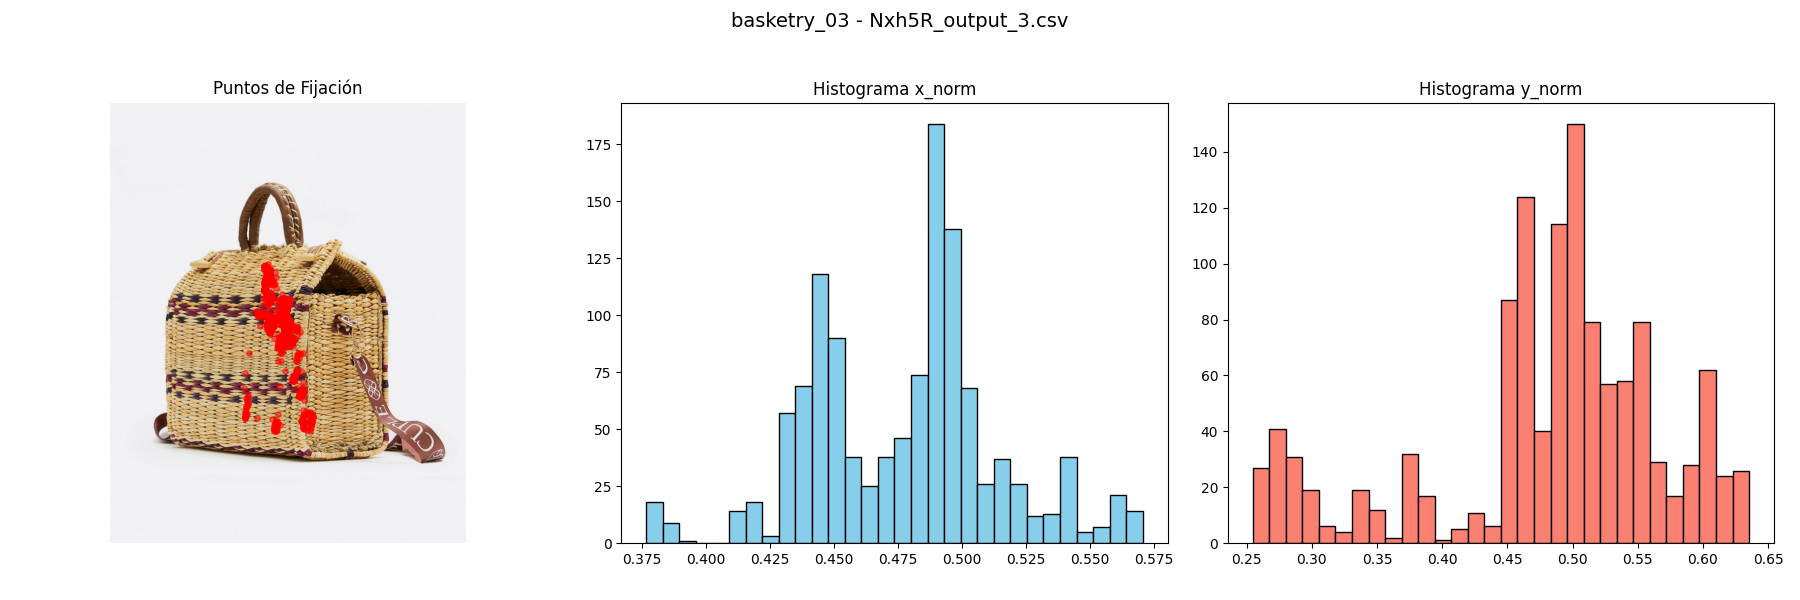 basketry_03 - Nxh5R_output_3.csv
Puntos de Fijación
Histograma x_norm
Histograma y_norm
175
150
125
100
75
50
25
0
0.375 0.400 0.425 0.450 0.475 0.500 0.525 0.550 0.575
140
120
100
80
60
40
20
0
0.25 0.30 0.35 0.40 0.45 0.50 0.55 0.60 0.65